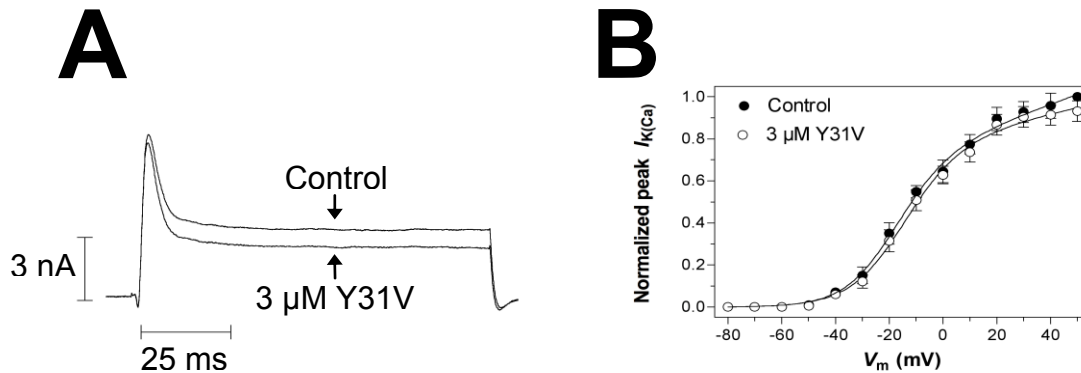 A
Control
3 nA
3 µM Y31V
25 ms
B
Normalized peak I_K(Ca)
Control
3 µM Y31V
1.0
0.8
0.6
0.4
0.2
0.0
-80 -60 -40 -20 0 20 40
V_m (mV)